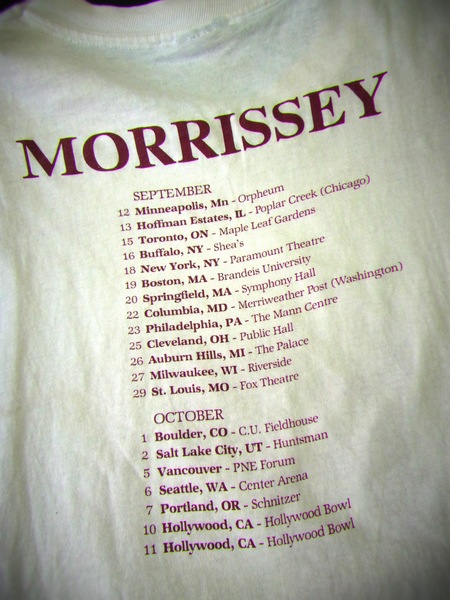 MORRISSEY
SEPTEMBER
12 Minneapolis, Mn - Orpheum
13 Hoffman Estates, IL - Poplar Creek (Chicago)
15 Toronto, ON - Maple Leaf Gardens
16 Buffalo, NY - Shea's
18 New York, NY - Paramount Theatre
19 Boston, MA - Brandeis University
20 Springfield, MA - Symphony Hall
22 Columbia, MD - Merriweather Post (Washington)
23 Philadelphia, PA - The Mann Centre
25 Cleveland, OH - Public Hall
26 Auburn Hills, MI - The Palace
27 Milwaukee, WI - Riverside
29 St. Louis, MO - Fox Theatre
OCTOBER
1 Boulder, CO - C.U. Fieldhouse
2 Salt Lake City, UT - Huntsman
5 Vancouver - PNE Forum
6 Seattle, WA - Center Arena
7 Portland, OR - Schnitzer
10 Hollywood, CA - Hollywood Bowl
11 Hollywood, CA - Hollywood Bowl